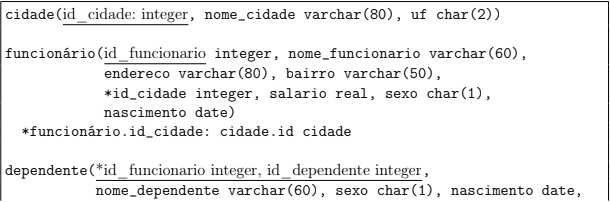 cidade(id_cidade: integer, nome_cidade varchar(80), uf char(2))
funcionário(id_funcionario integer, nome_funcionario varchar(60),
endereco varchar(80), bairro varchar(50),
*id_cidade integer, salario real, sexo char(1),
nascimento date)
*funcionário.id_cidade: cidade.id cidade
dependente(*id_funcionario integer, id_dependente integer,
nome_dependente varchar(60), sexo char(1), nascimento date,